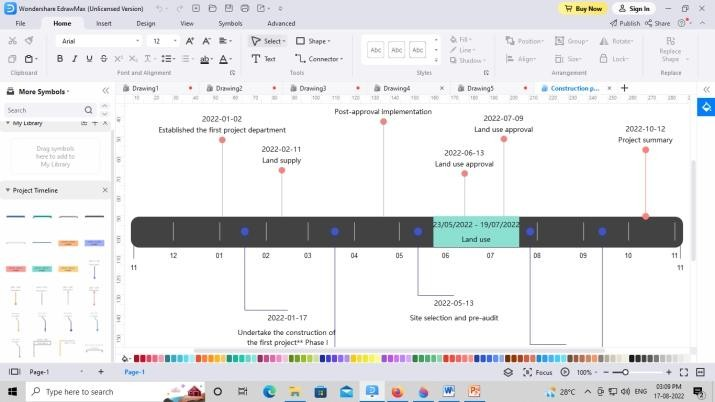 Wondershare EdrawMax (Unlicensed Version)
Buy Now
Sign In
File
Home
Insert
Design
View
Symbols
Advanced
Publish
Share
Arial
12
Select
Shape
Text
Connector
Abc
Abc
Abc
Fill
Line
Shadow
Position
Group
Rotate
Align
Size
Lock
Replace
Shape
Clipboard
Font and Alignment
Tools
Styles
Arrangement
Replace
More Symbols
Drawing1
Drawing2
Drawing3
Drawing4
Drawing5
Construction p...
Search
My Library
Drag symbols
here to add to
My Library
Project Timeline
Post-approval implementation
2022-01-02
Established the first project department
2022-07-09
Land use approval
2022-10-12
Project summary
2022-02-11
Land supply
2022-06-13
Land use approval
23/05/2022 - 19/07/2022
Land use
12
01
02
03
04
05
06
07
08
09
10
11
11
11
2022-01-17
Undertake the construction of
the first project** Phase I
2022-05-13
Site selection and pre-audit
Page-1
Page-1
Focus
100%
Type here to search
28°C
ENG
03:09 PM
17-08-2022